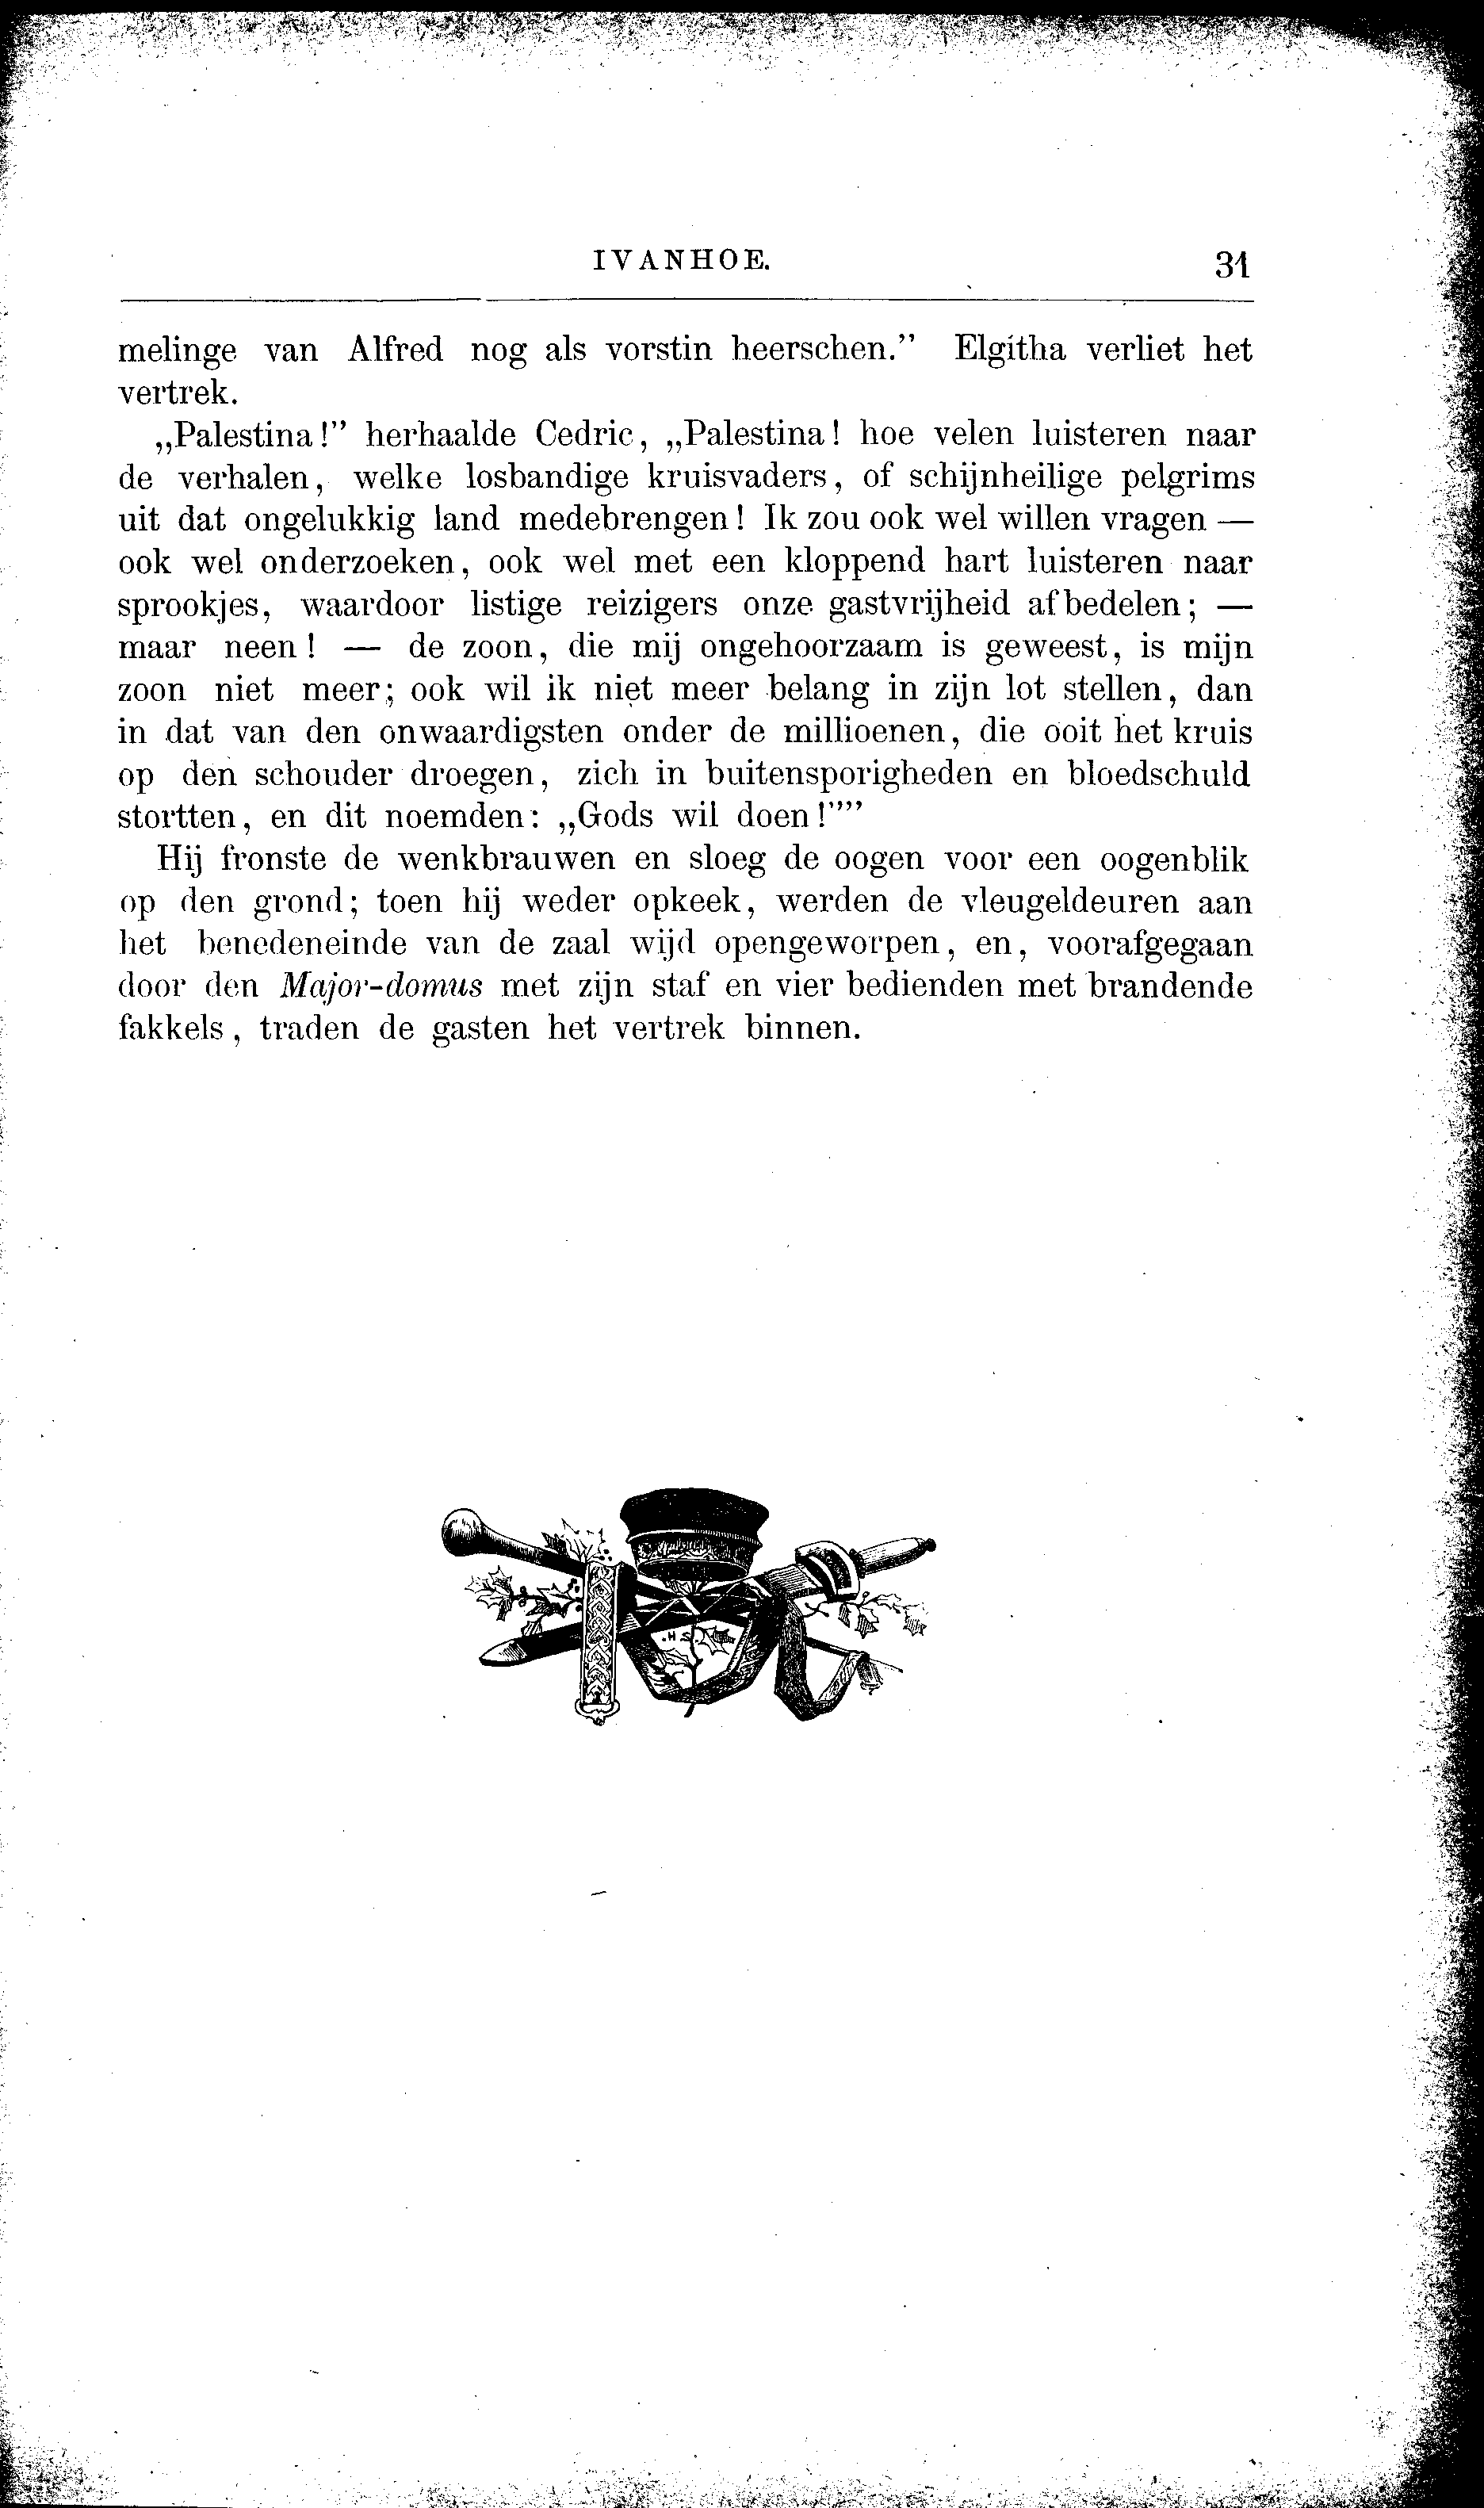 IVANHOE. 31
melinge van Alfred nog als vorstin heerschen.” Elgitha verliet het
vertrek.
„Palestina!” herhaalde Cedric, „Palestina! hoe velen luisteren naar
de verhalen, welke losbandige kruisvaders, of schijnheilige pelgrims
uit dat ongelukkig land medebrengen! Ik zou ook wel willen vragen —
ook wel onderzoeken, ook wel met een kloppend hart luisteren naar
sprookjes, waardoor listige reizigers onze gastvrijheid afbedelen; —
maar neen! — de zoon, die mij ongehoorzaam is geweest, is mijn
zoon niet meer; ook wil ik niet meer belang in zijn lot stellen, dan
in dat van den onwaardigsten onder de millioenen, die ooit het kruis
op den schouder droegen, zich in buitensporigheden en bloedschuld
stortten, en dit noemden: „Gods wil doen!””
Hij fronste de wenkbrauwen en sloeg de oogen voor een oogenblik
op den grond; toen hij weder opkeek, werden de vleugeldeuren aan
het benedeneinde van de zaal wijd opengeworpen, en, voorafgegaan
door den Major-domus met zijn staf en vier bedienden met brandende
fakkels, traden de gasten het vertrek binnen.
.H S.